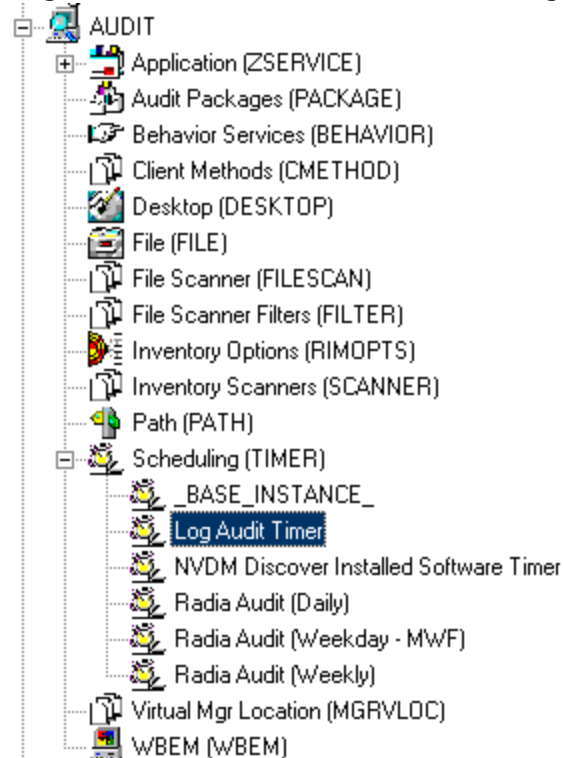 AUDIT
Application (ZSERVICE)
Audit Packages (PACKAGE)
Behavior Services (BEHAVIOR)
Client Methods (CMETHOD)
Desktop (DESKTOP)
File (FILE)
File Scanner (FILESCAN)
File Scanner Filters (FILTER)
Inventory Options (RIMOPTS)
Inventory Scanners (SCANNER)
Path (PATH)
Scheduling (TIMER)
_BASE_INSTANCE_
Log Audit Timer
NVDM Discover Installed Software Timer
Radia Audit (Daily)
Radia Audit (Weekday - MWF)
Radia Audit (Weekly)
Virtual Mgr Location (MGRVLOC)
WBEM (WBEM)